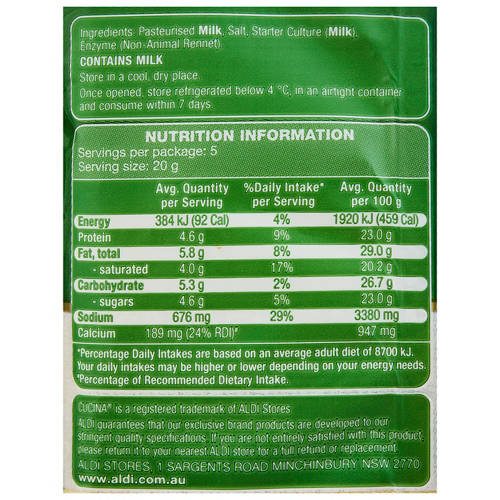 Ingredients: Pasteurised Milk, Salt, Starter Culture (Milk),
Enzyme (Non-Animal Rennet).
CONTAINS MILK
Store in a cool, dry place.
Once opened, store refrigerated below 4 °C, in an airtight container
and consume within 7 days.
NUTRITION INFORMATION
Servings per package: 5
Serving size: 20 g
Avg. Quantity per Serving %Daily Intake* per Serving Avg. Quantity per 100 g
Energy 384 kJ (92 Cal) 4% 1920 kJ (459 Cal)
Protein 4.6 g 9% 23.0 g
Fat, total 5.8 g 8% 29.0 g
- saturated 4.0 g 17% 20.2 g
Carbohydrate 5.3 g 2% 26.7 g
- sugars 4.6 g 5% 23.0 g
Sodium 676 mg 29% 3380 mg
Calcium 189 mg (24% RDI)# 947 mg
*Percentage Daily Intakes are based on an average adult diet of 8700 kJ.
Your daily intakes may be higher or lower depending on your energy needs.
#Percentage of Recommended Dietary Intake.
CUCINA® is a registered trademark of ALDI Stores.
ALDI guarantees that our exclusive brand products are developed to our
stringent quality specifications. If you are not entirely satisfied with this product,
please return it to your nearest ALDI store for a full refund or replacement.
ALDI STORES, 1 SARGENTS ROAD MINCHINBURY NSW 2770
www.aldi.com.au